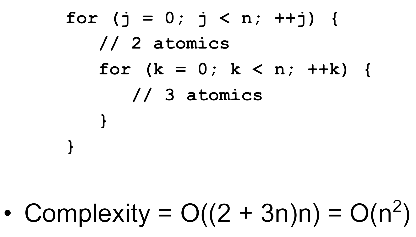 for (j = 0; j < n; ++j) {
// 2 atomics
for (k = 0; k < n; ++k) {
// 3 atomics
}
}
• Complexity = O((2 + 3n)n) = O(n²)